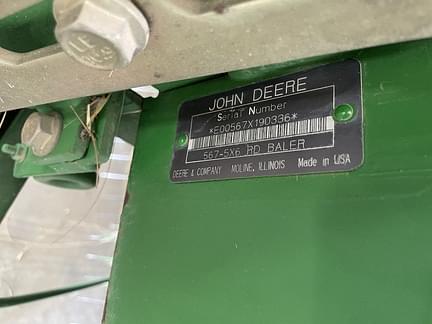 JOHN DEERE
Serial Number
*E00567X190336*
567-5X6 RD BALER
DEERE & COMPANY MOLINE, ILLINOIS Made in USA